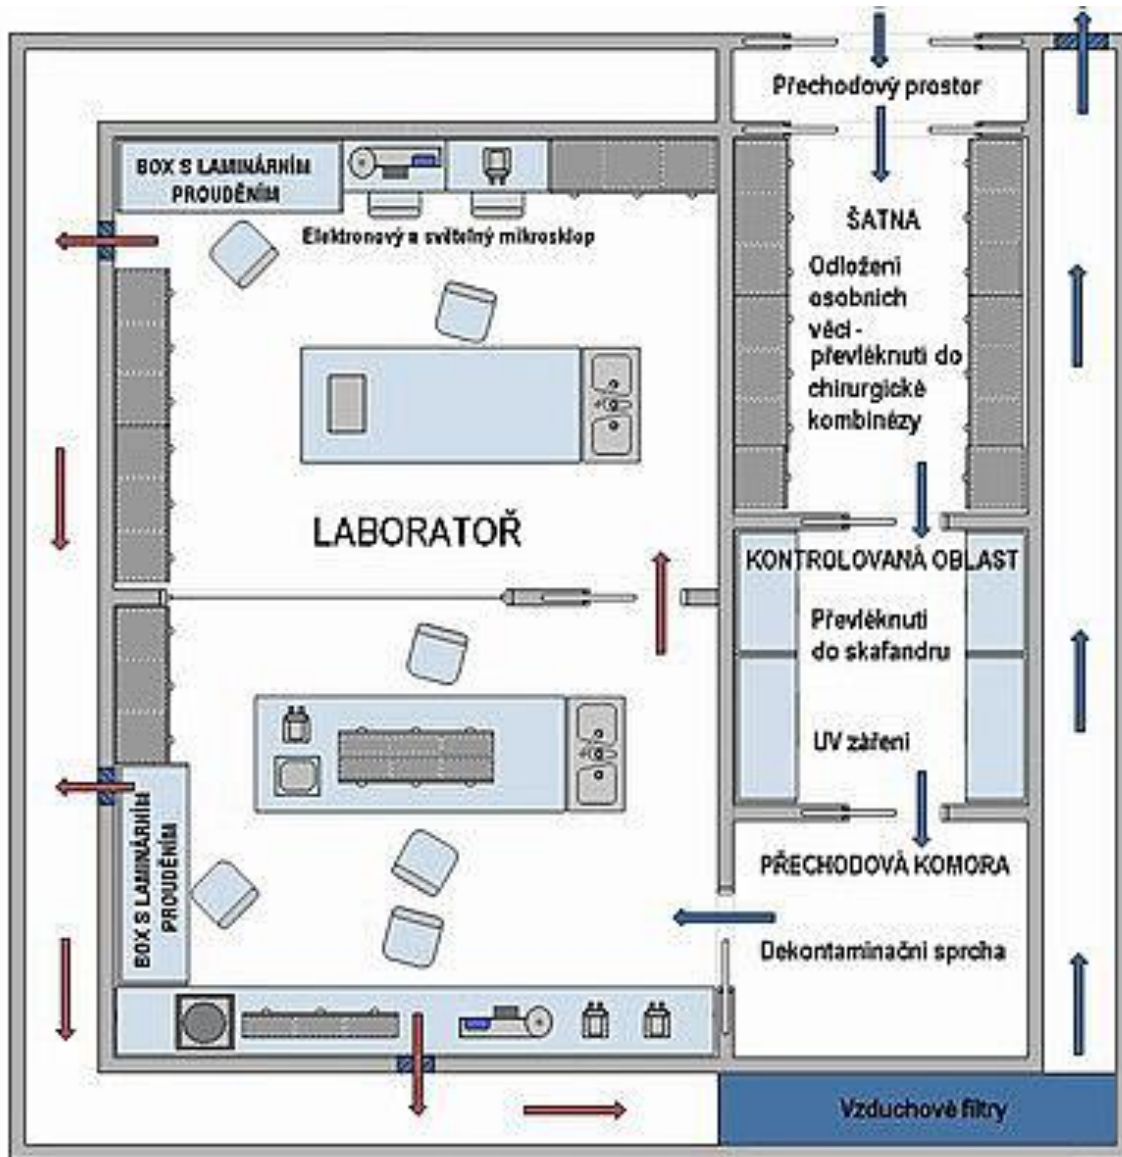 Přechodový prostor
BOX S LAMINÁRNÍM
PROUDĚNÍM
Elektronový a světelný mikrosklop
ŠATNA
Odložení
osobních
věcí -
převléknutí do
chirurgické
kombinézy
LABORATOŘ
KONTROLOVANÁ OBLAST
Převléknutí
do skafandru
UV záření
BOX S LAMINÁRNÍM
PROUDĚNÍM
PŘECHODOVÁ KOMORA
Dekontaminační sprcha
Vzduchové filtry